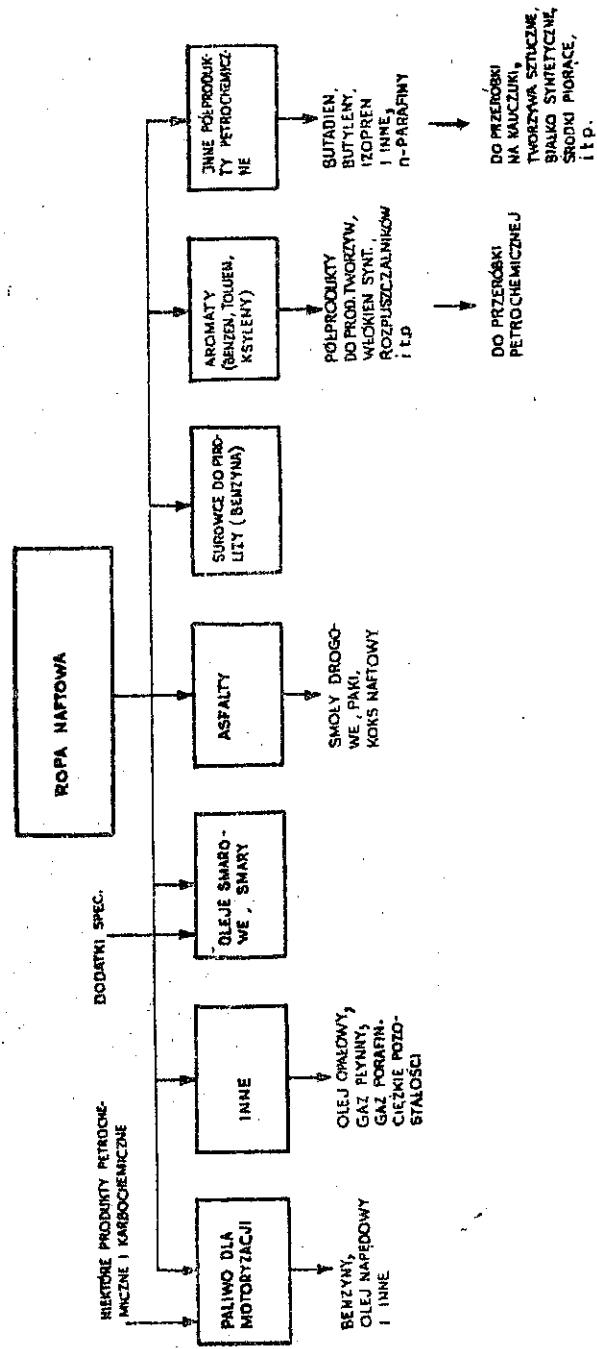 ROPA NAFTOWA
NIEKTÓRE PRODUKTY PETROCHE-
MICZNE I KARBOCHEMICZNE
DODATKI SPEC.
PALIWO DLA
MOTORYZACJI
INNE
OLEJE SMARO-
WE, SMARY
ASFALTY
SUROWCE DO PIRO-
LIZY (BENZYNA)
AROMATY
(BENZEN, TOLUEN,
KSYLENY)
INNE PÓŁPRODUK-
TY PETROCHEMICZ-
NE
BENZYNY,
OLEJ NAPĘDOWY
I INNE
OLEJ OPAŁOWY,
GAZ PŁYNNY,
GAZ PORAFIN.
CIĘŻKIE POZO-
STAŁOŚCI
SMOŁY DROGO-
WE, PAKI,
KOKS NAFTOWY
PÓŁPRODUKTY
DO PROD. TWORZYW,
WŁÓKIEN SYNT.,
ROZPUSZCZALNIKÓW
i t.p
BUTADIEN,
BUTYLENY,
IZOPREN
I INNE,
n-PARAFINY
DO PRZERÓBKI
PETROCHEMICZNEJ
DO PRZERÓBKI
NA KAUCZUKI,
TWORZYWA SZTUCZNE,
BIAŁKO SYNTETYCZNE,
ŚRODKI PIORĄCE,
i t p.